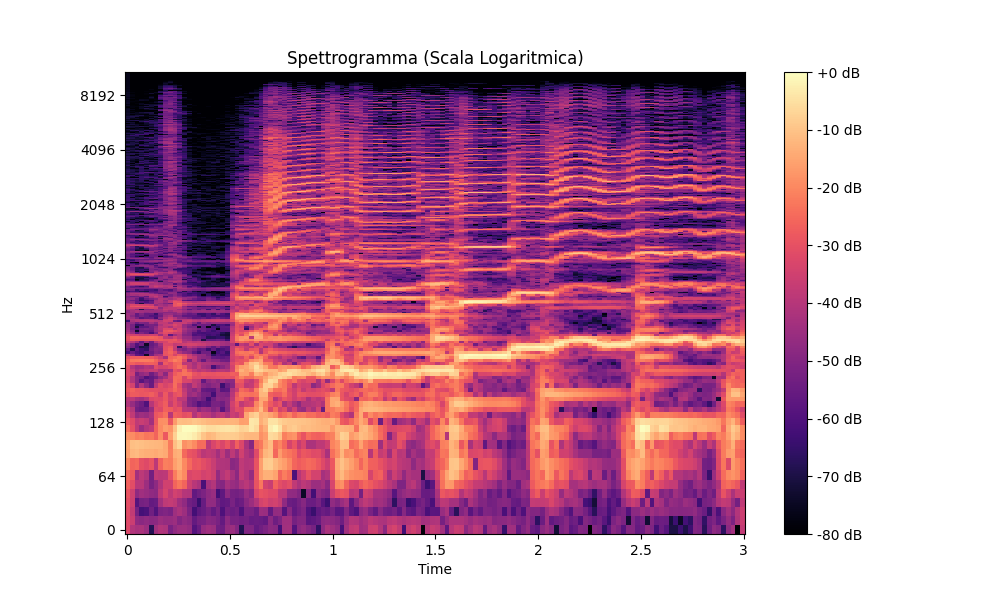 Spettrogramma (Scala Logaritmica)
+0 dB
8192
-10 dB
4096
-20 dB
2048
-30 dB
1024
-40 dB
Hz
512
-50 dB
256
128
-60 dB
64
-70 dB
0
-80 dB
0 0.5 1 1.5 2 2.5 3
Time